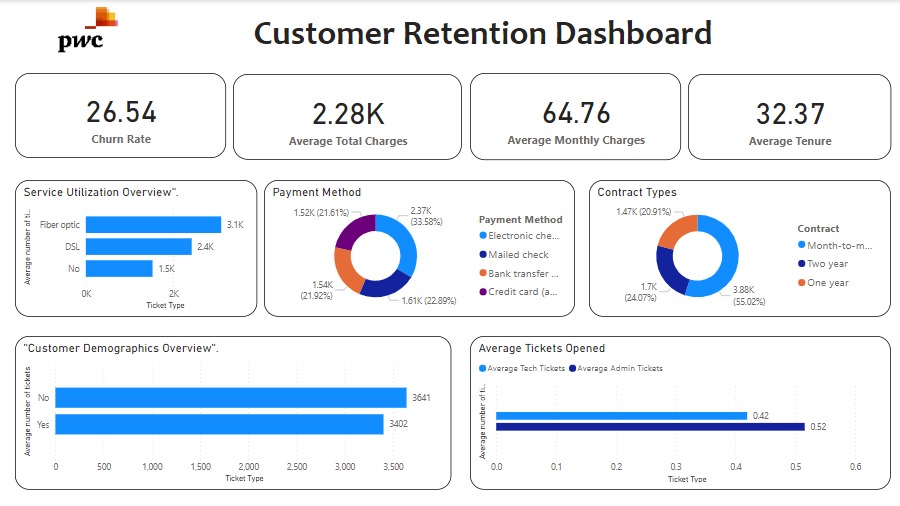 pwc
Customer Retention Dashboard
26.54
Churn Rate
2.28K
Average Total Charges
64.76
Average Monthly Charges
32.37
Average Tenure
Service Utilization Overview".
Average number of ti..
Fiber optic
3.1K
DSL
2.4K
No
1.5K
0K
2K
Ticket Type
Payment Method
1.52K (21.61%)
2.37K
(33.58%)
1.54K
(21.92%)
1.61K (22.89%)
Payment Method
Electronic che...
Mailed check
Bank transfer ...
Credit card (a...
Contract Types
1.47K (20.91%)
1.7K
(24.07%)
3.88K
(55.02%)
Contract
Month-to-m...
Two year
One year
"Customer Demographics Overview".
Average number of tickets
No
3641
Yes
3402
0
500
1,000
1,500
2,000
2,500
3,000
3,500
Ticket Type
Average Tickets Opened
Average Tech Tickets
Average Admin Tickets
Average number of ti..
0.42
0.52
0.0
0.1
0.2
0.3
0.4
0.5
0.6
Ticket Type